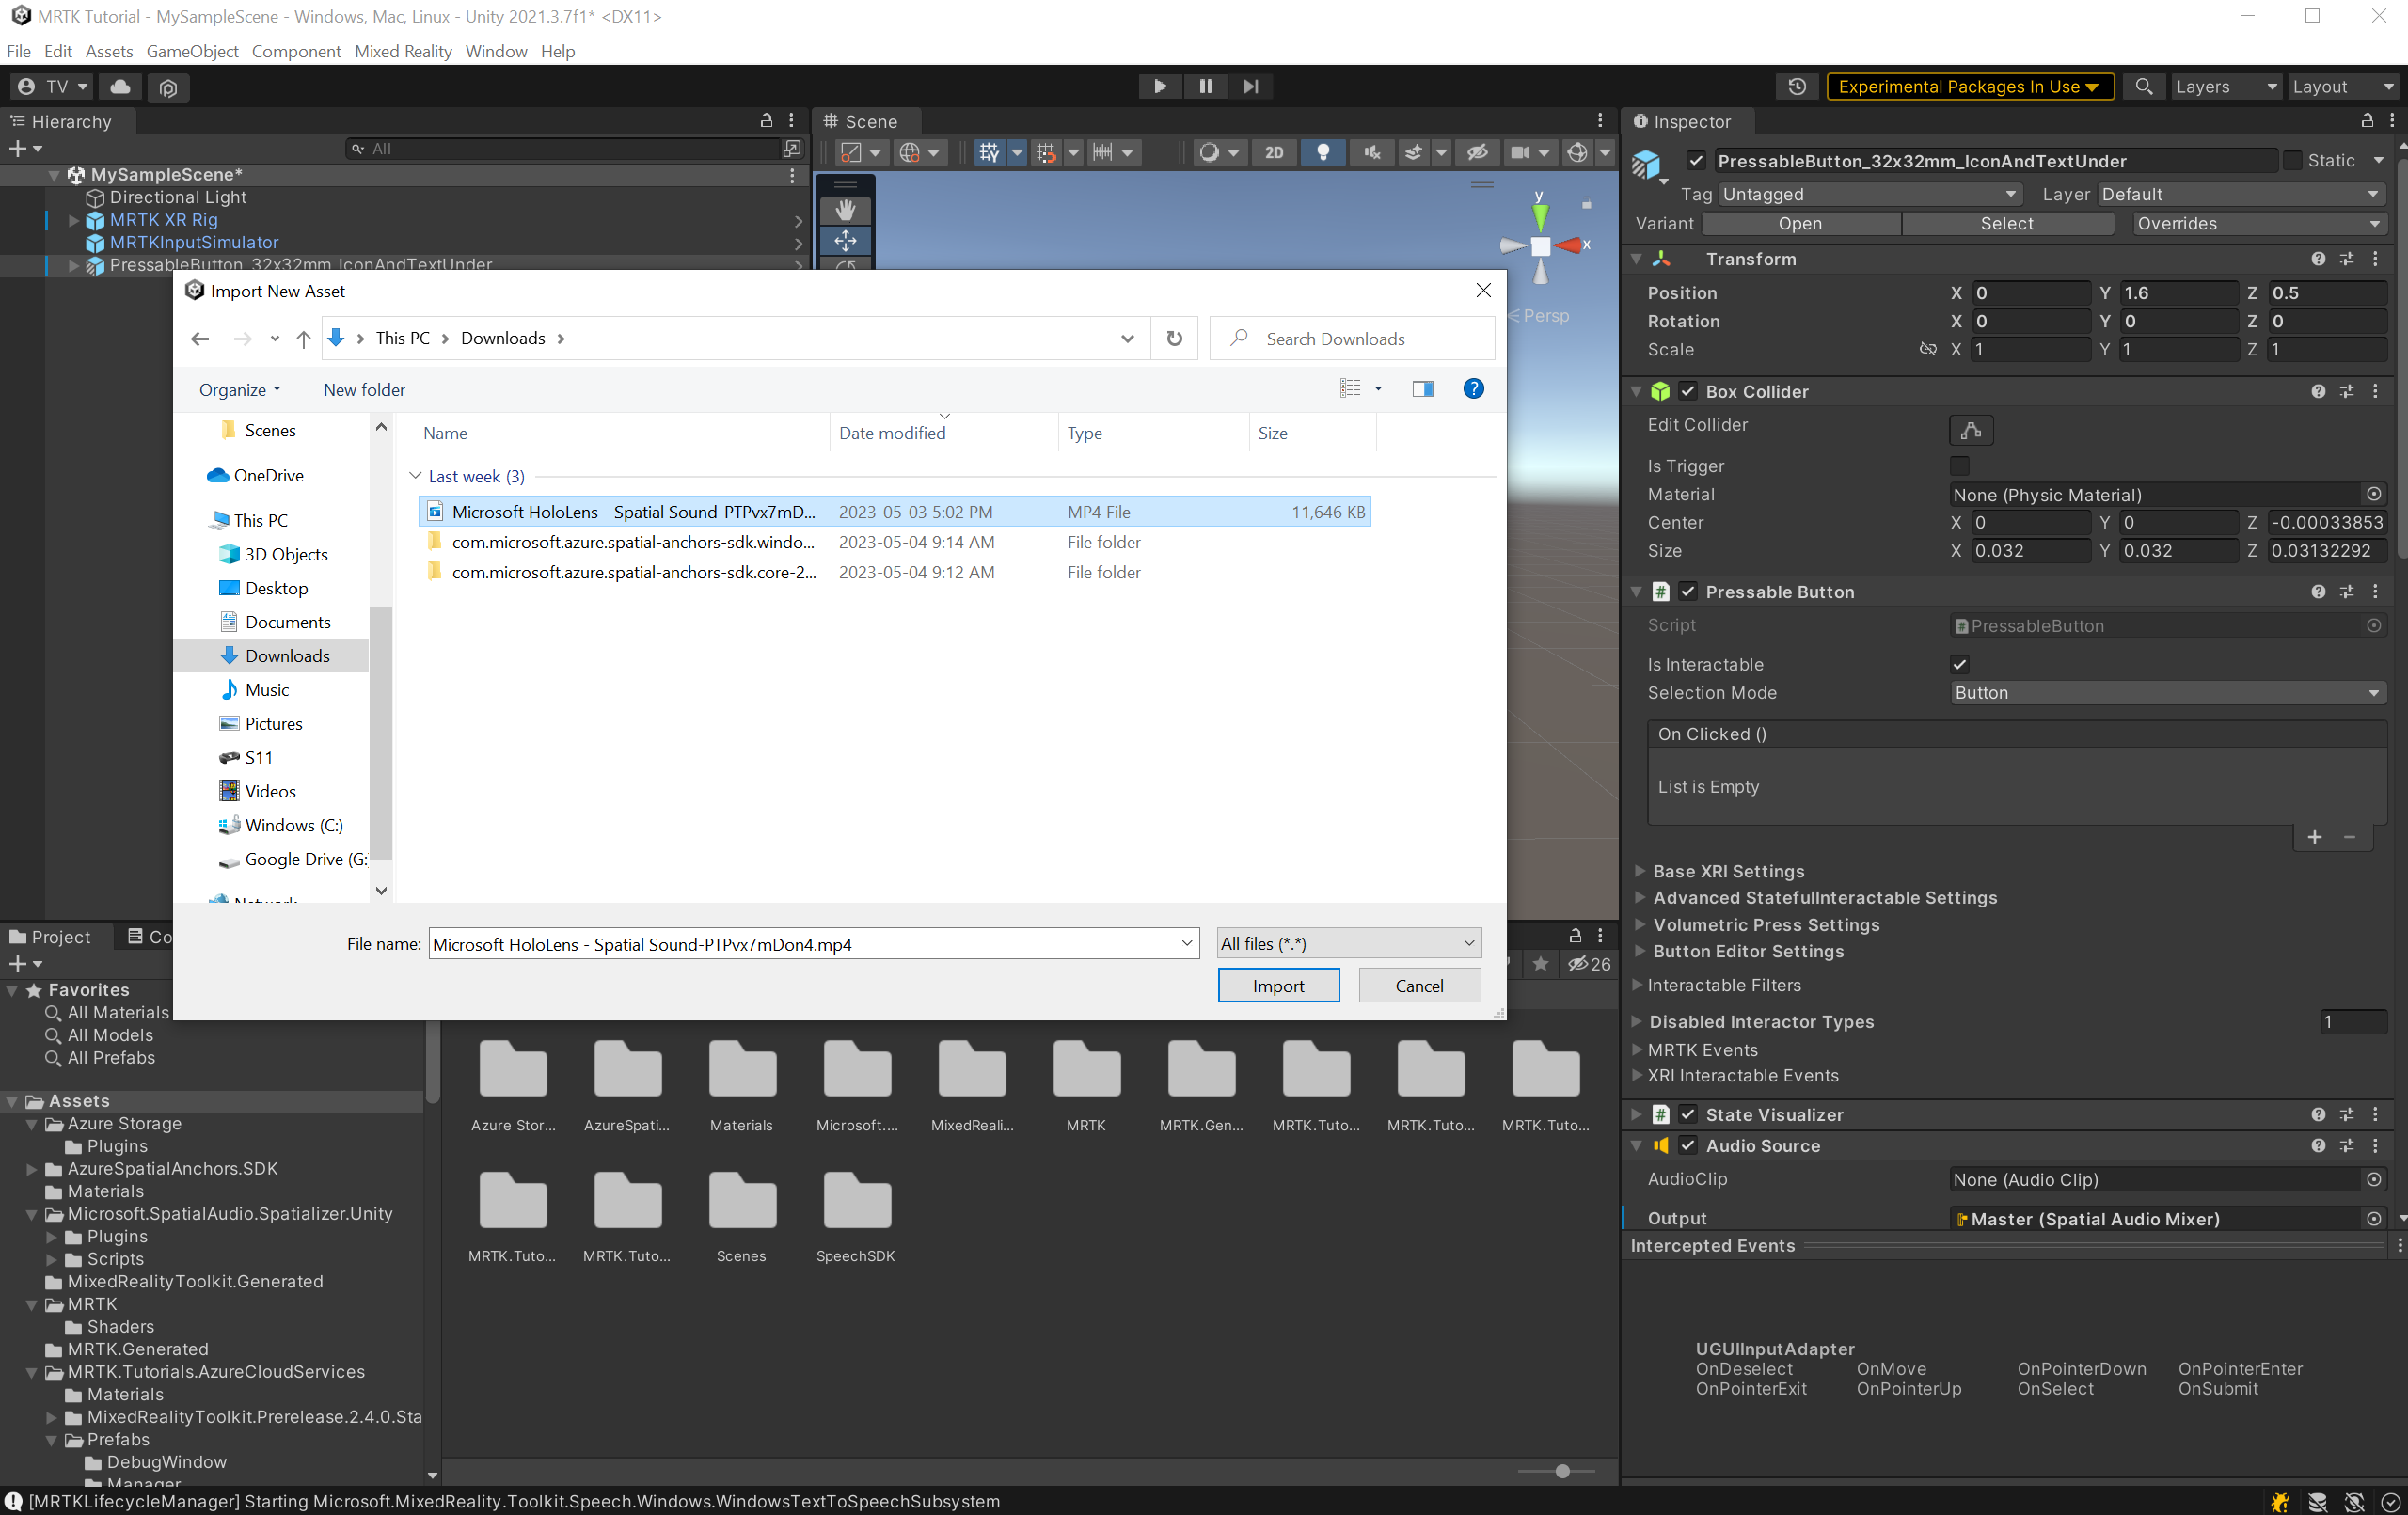 MRTK Tutorial - MySampleScene - Windows, Mac, Linux - Unity 2021.3.7f1* <DX11>
File Edit Assets GameObject Component Mixed Reality Window Help
TV
Experimental Packages In Use
Layers
Layout
Hierarchy
All
MySampleScene*
Directional Light
MRTK XR Rig
MRTKInputSimulator
PressableButton_32x32mm_IconAndTextUnder
Scene
2D
y
x
Persp
Import New Asset
This PC
Downloads
Search Downloads
Organize
New folder
Scenes
OneDrive
This PC
3D Objects
Desktop
Documents
Downloads
Music
Pictures
S11
Videos
Windows (C:)
Google Drive (G:
Network
Name Date modified Type Size
Last week (3)
Microsoft HoloLens - Spatial Sound-PTPvx7mD... 2023-05-03 5:02 PM MP4 File 11,646 KB
com.microsoft.azure.spatial-anchors-sdk.windo... 2023-05-04 9:14 AM File folder
com.microsoft.azure.spatial-anchors-sdk.core-2... 2023-05-04 9:12 AM File folder
File name: Microsoft HoloLens - Spatial Sound-PTPvx7mDon4.mp4
All files (*.*)
Import
Cancel
Project
Co
26
Favorites
All Materials
All Models
All Prefabs
Assets
Azure Storage
Plugins
AzureSpatialAnchors.SDK
Materials
Microsoft.SpatialAudio.Spatializer.Unity
Plugins
Scripts
MixedRealityToolkit.Generated
MRTK
Shaders
MRTK.Generated
MRTK.Tutorials.AzureCloudServices
Materials
MixedRealityToolkit.Prerelease.2.4.0.Sta
Prefabs
DebugWindow
Manager
Azure Stor... AzureSpati... Materials Microsoft.... MixedReali... MRTK MRTK.Gen... MRTK.Tuto... MRTK.Tuto... MRTK.Tuto...
MRTK.Tuto... MRTK.Tuto... Scenes SpeechSDK
Inspector
PressableButton_32x32mm_IconAndTextUnder
Static
Tag Untagged Layer Default
Variant Open Select Overrides
Transform
Position X 0 Y 1.6 Z 0.5
Rotation X 0 Y 0 Z 0
Scale X 1 Y 1 Z 1
Box Collider
Edit Collider
Is Trigger
Material None (Physic Material)
Center X 0 Y 0 Z -0.00033853
Size X 0.032 Y 0.032 Z 0.03132292
Pressable Button
Script PressableButton
Is Interactable
Selection Mode Button
On Clicked ()
List is Empty
Base XRI Settings
Advanced StatefulInteractable Settings
Volumetric Press Settings
Button Editor Settings
Interactable Filters
Disabled Interactor Types 1
MRTK Events
XRI Interactable Events
State Visualizer
Audio Source
AudioClip None (Audio Clip)
Output Master (Spatial Audio Mixer)
Intercepted Events
UGUIInputAdapter
OnDeselect OnMove OnPointerDown OnPointerEnter
OnPointerExit OnPointerUp OnSelect OnSubmit
[MRTKLifecycleManager] Starting Microsoft.MixedReality.Toolkit.Speech.Windows.WindowsTextToSpeechSubsystem